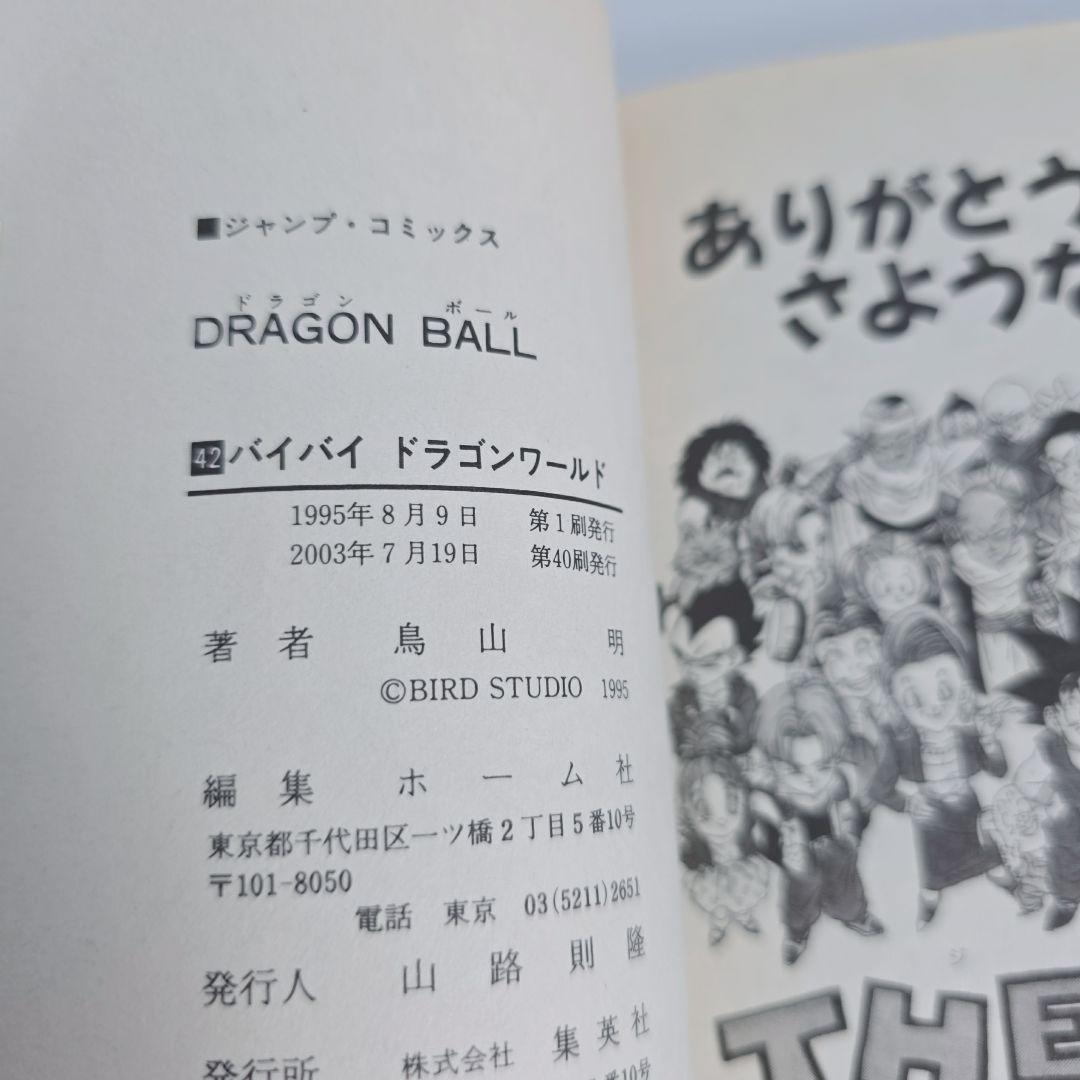 ■ジャンプ・コミックス
ドラゴン ボール
DRAGON BALL
42 バイバイ ドラゴンワールド
1995年8月9日 第1刷発行
2003年7月19日 第40刷発行
著者 鳥山 明
©BIRD STUDIO 1995
編集 ホーム社
東京都千代田区一ツ橋2丁目5番10号
〒101-8050
電話 東京 03(5211)2651
発行人 山路則隆
発行所 株式会社 集英社
番10号
ありがとう
さような
ジ
THE